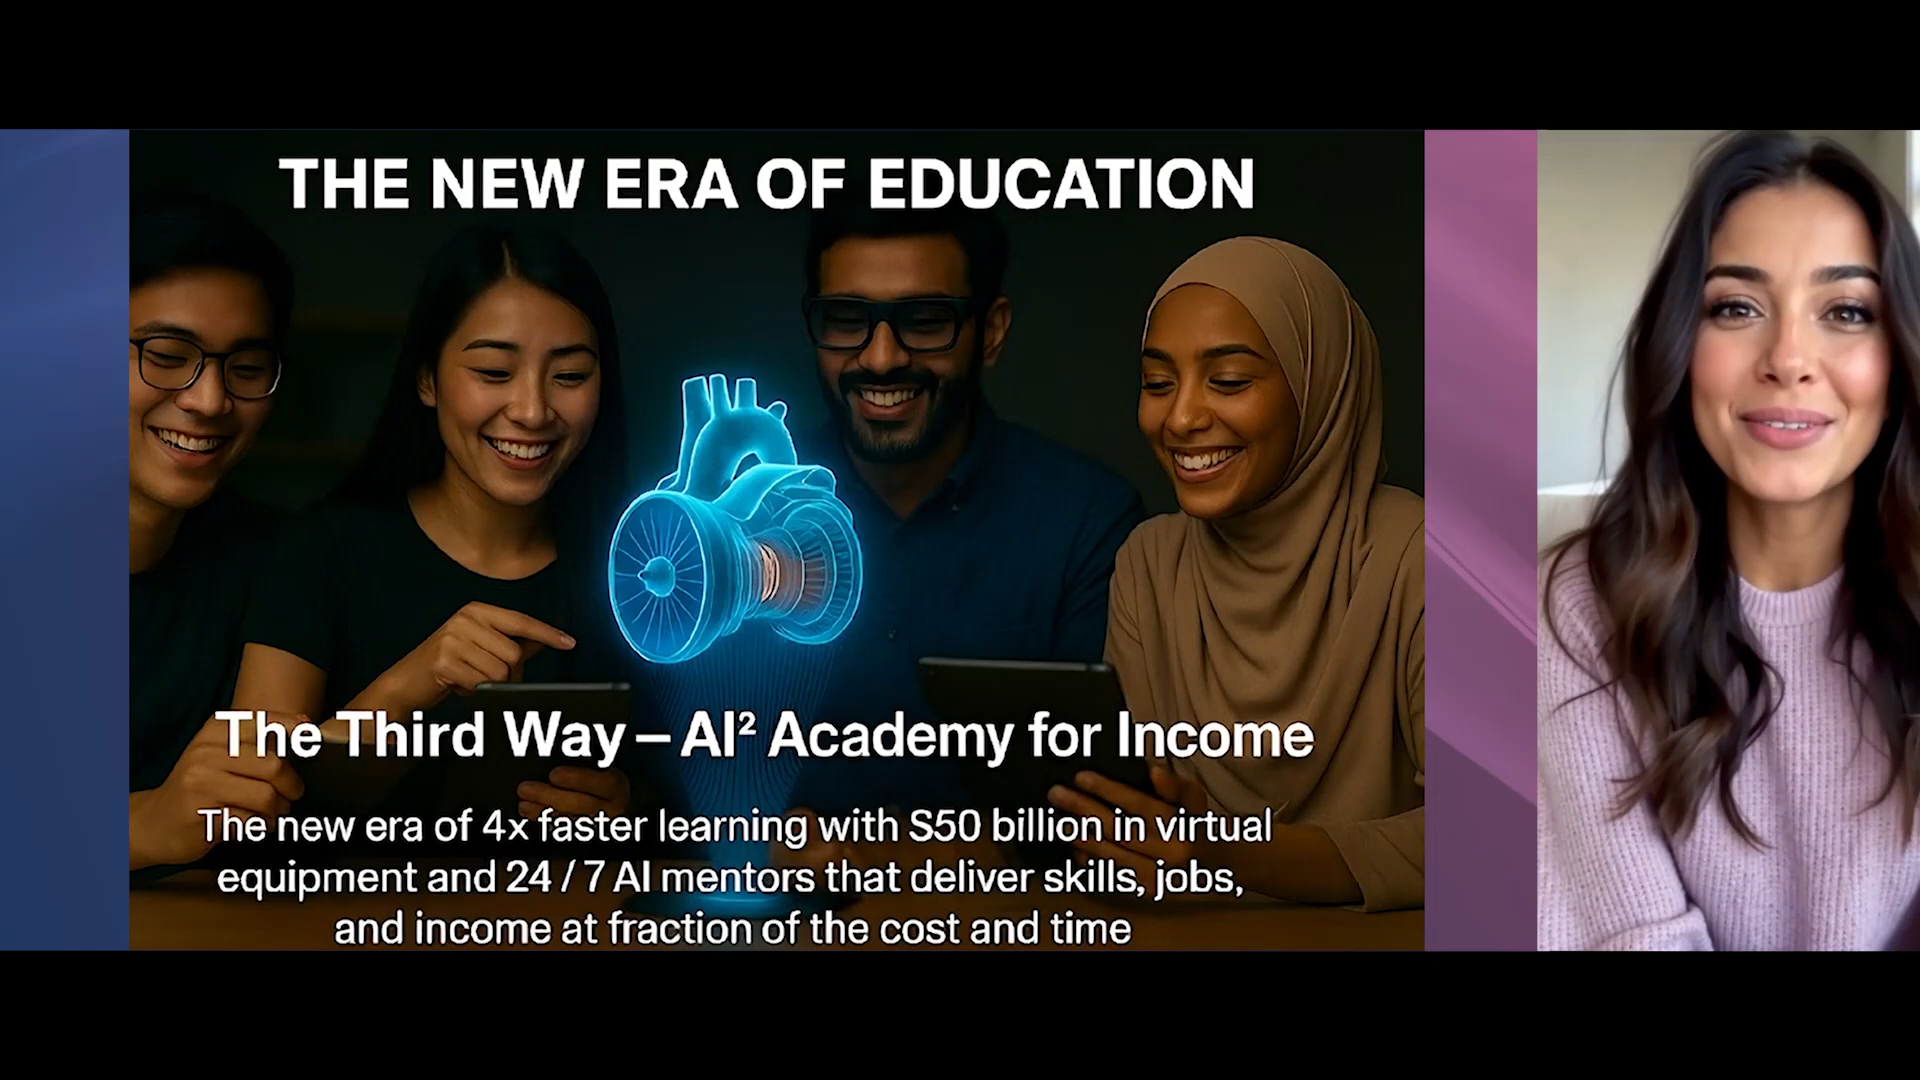 THE NEW ERA OF EDUCATION
The Third Way – AI² Academy for Income
The new era of 4x faster learning with S50 billion in virtual
equipment and 24 / 7 AI mentors that deliver skills, jobs,
and income at fraction of the cost and time